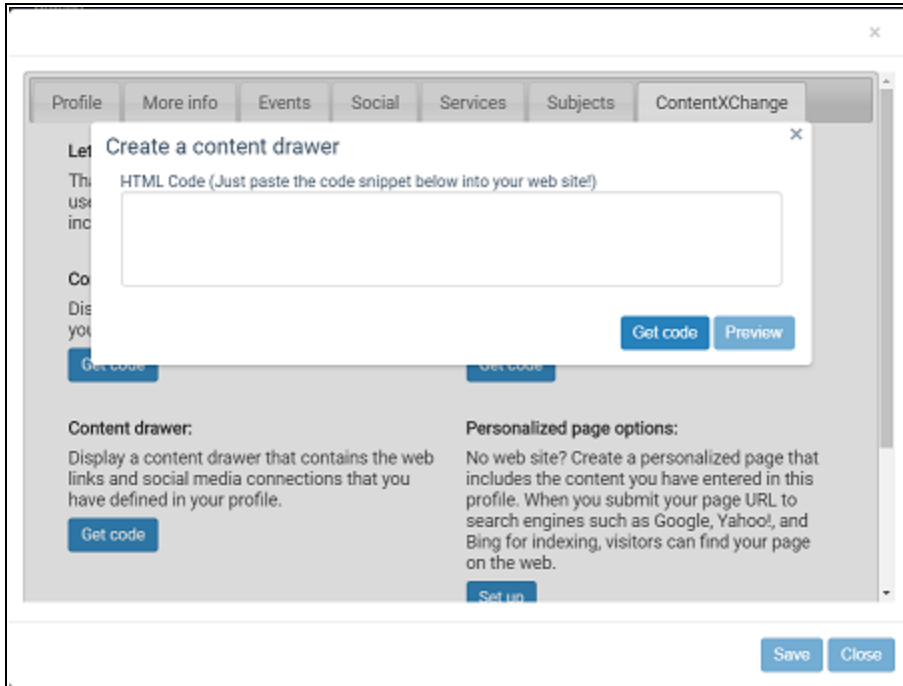 ×
Profile More info Events Social Services Subjects ContentXChange
Create a content drawer ×
HTML Code (Just paste the code snippet below into your web site!)
Get code Preview
Get code Get code
Content drawer:
Display a content drawer that contains the web
links and social media connections that you
have defined in your profile.
Get code
Personalized page options:
No web site? Create a personalized page that
includes the content you have entered in this
profile. When you submit your page URL to
search engines such as Google, Yahoo!, and
Bing for indexing, visitors can find your page
on the web.
Set up
Save Close